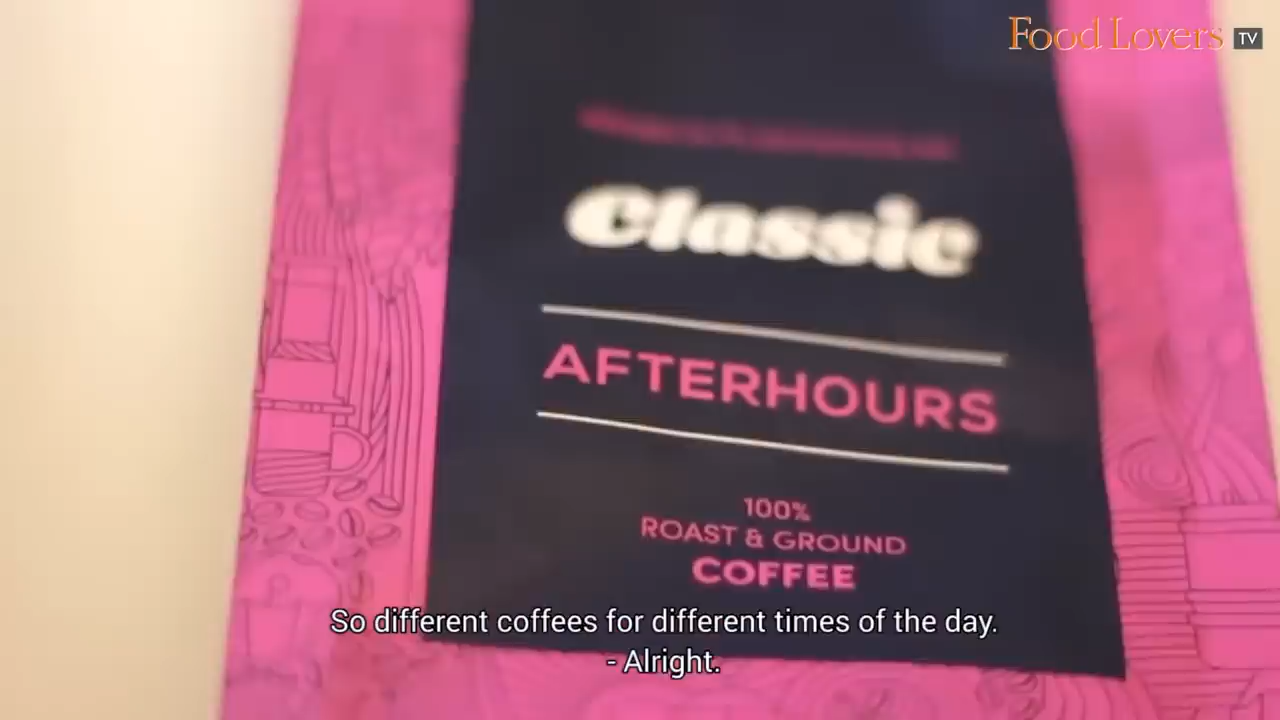 Food Lovers TV
Classic
AFTERHOURS
100%
ROAST & GROUND
COFFEE
So different coffees for different times of the day.
- Alright.